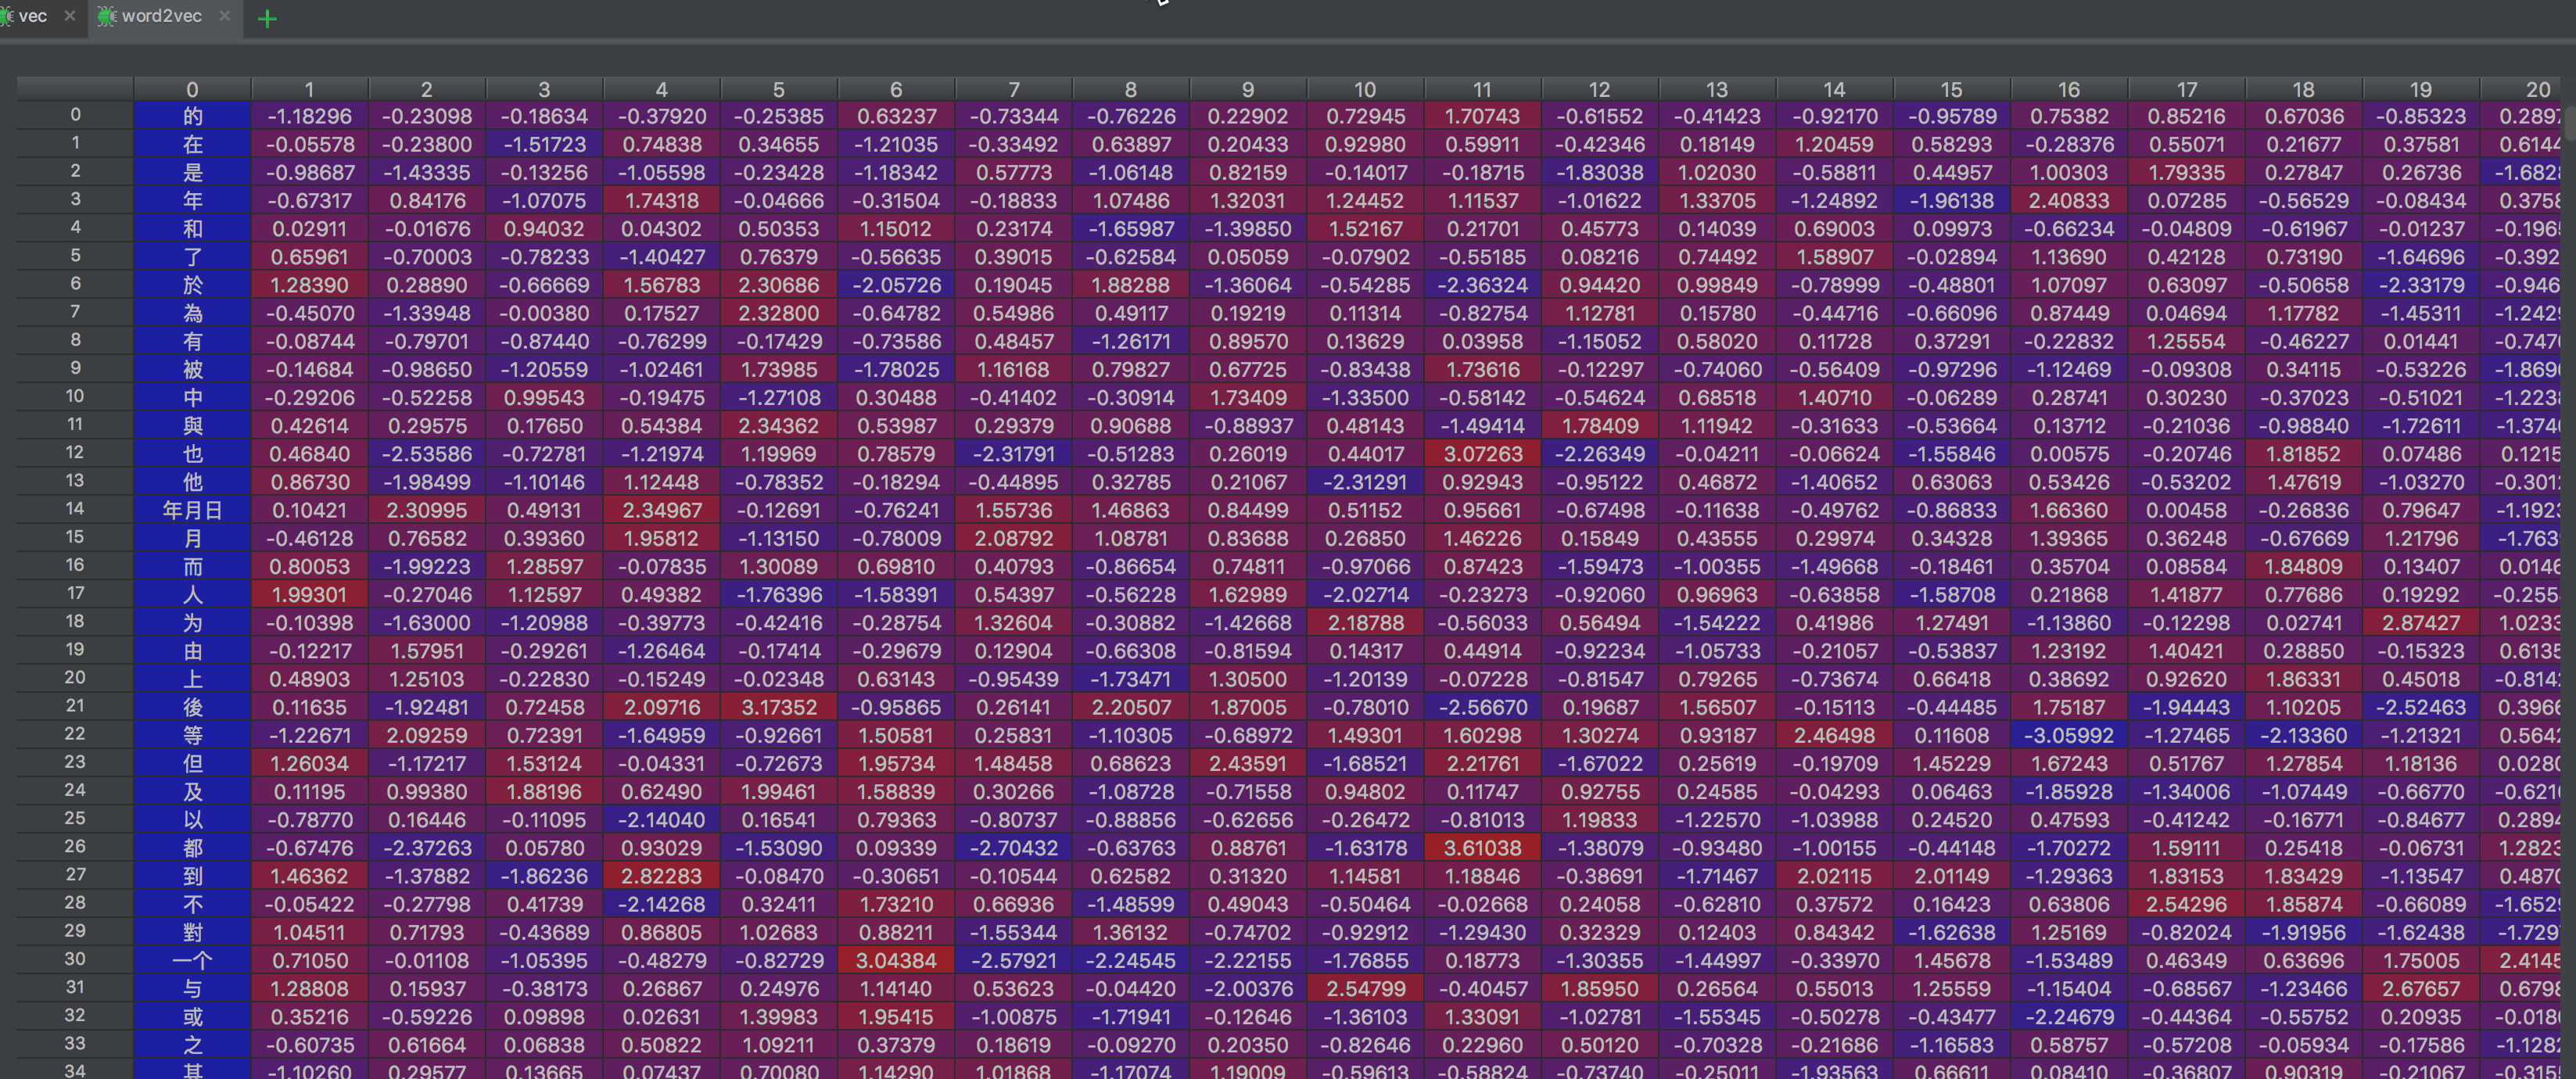 vec × word2vec × +
0 1 2 3 4 5 6 7 8 9 10 11 12 13 14 15 16 17 18 19 20
0 的 -1.18296 -0.23098 -0.18634 -0.37920 -0.25385 0.63237 -0.73344 -0.76226 0.22902 0.72945 1.70743 -0.61552 -0.41423 -0.92170 -0.95789 0.75382 0.85216 0.67036 -0.85323 0.2897
1 在 -0.05578 -0.23800 -1.51723 0.74838 0.34655 -1.21035 -0.33492 0.63897 0.20433 0.92980 0.59911 -0.42346 0.18149 1.20459 0.58293 -0.28376 0.55071 0.21677 0.37581 0.6144
2 是 -0.98687 -1.43335 -0.13256 -1.05598 -0.23428 -1.18342 0.57773 -1.06148 0.82159 -0.14017 -0.18715 -1.83038 1.02030 -0.58811 0.44957 1.00303 1.79335 0.27847 0.26736 -1.682
3 年 -0.67317 0.84176 -1.07075 1.74318 -0.04666 -0.31504 -0.18833 1.07486 1.32031 1.24452 1.11537 -1.01622 1.33705 -1.24892 -1.96138 2.40833 0.07285 -0.56529 -0.08434 0.3758
4 和 0.02911 -0.01676 0.94032 0.04302 0.50353 1.15012 0.23174 -1.65987 -1.39850 1.52167 0.21701 0.45773 0.14039 0.69003 0.09973 -0.66234 -0.04809 -0.61967 -0.01237 -0.196
5 了 0.65961 -0.70003 -0.78233 -1.40427 0.76379 -0.56635 0.39015 -0.62584 0.05059 -0.07902 -0.55185 0.08216 0.74492 1.58907 -0.02894 1.13690 0.42128 0.73190 -1.64696 -0.392
6 於 1.28390 0.28890 -0.66669 1.56783 2.30686 -2.05726 0.19045 1.88288 -1.36064 -0.54285 -2.36324 0.94420 0.99849 -0.78999 -0.48801 1.07097 0.63097 -0.50658 -2.33179 -0.946
7 為 -0.45070 -1.33948 -0.00380 0.17527 2.32800 -0.64782 0.54986 0.49117 0.19219 0.11314 -0.82754 1.12781 0.15780 -0.44716 -0.66096 0.87449 0.04694 1.17782 -1.45311 -1.242
8 有 -0.08744 -0.79701 -0.87440 -0.76299 -0.17429 -0.73586 0.48457 -1.26171 0.89570 0.13629 0.03958 -1.15052 0.58020 0.11728 0.37291 -0.22832 1.25554 -0.46227 0.01441 -0.747
9 被 -0.14684 -0.98650 -1.20559 -1.02461 1.73985 -1.78025 1.16168 0.79827 0.67725 -0.83438 1.73616 -0.12297 -0.74060 -0.56409 -0.97296 -1.12469 -0.09308 0.34115 -0.53226 -1.869
10 中 -0.29206 -0.52258 0.99543 -0.19475 -1.27108 0.30488 -0.41402 -0.30914 1.73409 -1.33500 -0.58142 -0.54624 0.68518 1.40710 -0.06289 0.28741 0.30230 -0.37023 -0.51021 -1.223
11 與 0.42614 0.29575 0.17650 0.54384 2.34362 0.53987 0.29379 0.90688 -0.88937 0.48143 -1.49414 1.78409 1.11942 -0.31633 -0.53664 0.13712 -0.21036 -0.98840 -1.72611 -1.374
12 也 0.46840 -2.53586 -0.72781 -1.21974 1.19969 0.78579 -2.31791 -0.51283 0.26019 0.44017 3.07263 -2.26349 -0.04211 -0.06624 -1.55846 0.00575 -0.20746 1.81852 0.07486 0.1215
13 他 0.86730 -1.98499 -1.10146 1.12448 -0.78352 -0.18294 -0.44895 0.32785 0.21067 -2.31291 0.92943 -0.95122 0.46872 -1.40652 0.63063 0.53426 -0.53202 1.47619 -1.03270 -0.301
14 年月日 0.10421 2.30995 0.49131 2.34967 -0.12691 -0.76241 1.55736 1.46863 0.84499 0.51152 0.95661 -0.67498 -0.11638 -0.49762 -0.86833 1.66360 0.00458 -0.26836 0.79647 -1.192
15 月 -0.46128 0.76582 0.39360 1.95812 -1.13150 -0.78009 2.08792 1.08781 0.83688 0.26850 1.46226 0.15849 0.43555 0.29974 0.34328 1.39365 0.36248 -0.67669 1.21796 -1.763
16 而 0.80053 -1.99223 1.28597 -0.07835 1.30089 0.69810 0.40793 -0.86654 0.74811 -0.97066 0.87423 -1.59473 -1.00355 -1.49668 -0.18461 0.35704 0.08584 1.84809 0.13407 0.0146
17 人 1.99301 -0.27046 1.12597 0.49382 -1.76396 -1.58391 0.54397 -0.56228 1.62989 -2.02714 -0.23273 -0.92060 0.96963 -0.63858 -1.58708 0.21868 1.41877 0.77686 0.19292 -0.255
18 为 -0.10398 -1.63000 -1.20988 -0.39773 -0.42416 -0.28754 1.32604 -0.30882 -1.42668 2.18788 -0.56033 0.56494 -1.54222 0.41986 1.27491 -1.13860 -0.12298 0.02741 2.87427 1.0233
19 由 -0.12217 1.57951 -0.29261 -1.26464 -0.17414 -0.29679 0.12904 -0.66308 -0.81594 0.14317 0.44914 -0.92234 -1.05733 -0.21057 -0.53837 1.23192 1.40421 0.28850 -0.15323 0.6135
20 上 0.48903 1.25103 -0.22830 -0.15249 -0.02348 0.63143 -0.95439 -1.73471 1.30500 -1.20139 -0.07228 -0.81547 0.79265 -0.73674 0.66418 0.38692 0.92620 1.86331 0.45018 -0.814
21 後 0.11635 -1.92481 0.72458 2.09716 3.17352 -0.95865 0.26141 2.20507 1.87005 -0.78010 -2.56670 0.19687 1.56507 -0.15113 -0.44485 1.75187 -1.94443 1.10205 -2.52463 0.3966
22 等 -1.22671 2.09259 0.72391 -1.64959 -0.92661 1.50581 0.25831 -1.10305 -0.68972 1.49301 1.60298 1.30274 0.93187 2.46498 0.11608 -3.05992 -1.27465 -2.13360 -1.21321 0.564
23 但 1.26034 -1.17217 1.53124 -0.04331 -0.72673 1.95734 1.48458 0.68623 2.43591 -1.68521 2.21761 -1.67022 0.25619 -0.19709 1.45229 1.67243 0.51767 1.27854 1.18136 0.0280
24 及 0.11195 0.99380 1.88196 0.62490 1.99461 1.58839 0.30266 -1.08728 -0.71558 0.94802 0.11747 0.92755 0.24585 -0.04293 0.06463 -1.85928 -1.34006 -1.07449 -0.66770 -0.621
25 以 -0.78770 0.16446 -0.11095 -2.14040 0.16541 0.79363 -0.80737 -0.88856 -0.62656 -0.26472 -0.81013 1.19833 -1.22570 -1.03988 0.24520 0.47593 -0.41242 -0.16771 -0.84677 0.2894
26 都 -0.67476 -2.37263 0.05780 0.93029 -1.53090 0.09339 -2.70432 -0.63763 0.88761 -1.63178 3.61038 -1.38079 -0.93480 -1.00155 -0.44148 -1.70272 1.59111 0.25418 -0.06731 1.2823
27 到 1.46362 -1.37882 -1.86236 2.82283 -0.08470 -0.30651 -0.10544 0.62582 0.31320 1.14581 1.18846 -0.38691 -1.71467 2.02115 2.01149 -1.29363 1.83153 1.83429 -1.13547 0.4870
28 不 -0.05422 -0.27798 0.41739 -2.14268 0.32411 1.73210 0.66936 -1.48599 0.49043 -0.50464 -0.02668 0.24058 -0.62810 0.37572 0.16423 0.63806 2.54296 1.85874 -0.66089 -1.652
29 對 1.04511 0.71793 -0.43689 0.86805 1.02683 0.88211 -1.55344 1.36132 -0.74702 -0.92912 -1.29430 0.32329 0.12403 0.84342 -1.62638 1.25169 -0.82024 -1.91956 -1.62438 -1.729
30 一个 0.71050 -0.01108 -1.05395 -0.48279 -0.82729 3.04384 -2.57921 -2.24545 -2.22155 -1.76855 0.18773 -1.30355 -1.44997 -0.33970 1.45678 -1.53489 0.46349 0.63696 1.75005 2.4145
31 与 1.28808 0.15937 -0.38173 0.26867 0.24976 1.14140 0.53623 -0.04420 -2.00376 2.54799 -0.40457 1.85950 0.26564 0.55013 1.25559 -1.15404 -0.68567 -1.23466 2.67657 0.6798
32 或 0.35216 -0.59226 0.09898 0.02631 1.39983 1.95415 -1.00875 -1.71941 -0.12646 -1.36103 1.33091 -1.02781 -1.55345 -0.50278 -0.43477 -2.24679 -0.44364 -0.55752 0.20935 -0.018
33 之 -0.60735 0.61664 0.06838 0.50822 1.09211 0.37379 0.18619 -0.09270 0.20350 -0.82646 0.22960 0.50120 -0.70328 -0.21686 -1.16583 0.58757 -0.57208 -0.05934 -0.17586 -1.128
34 其 -1.10260 0.29577 0.13665 0.07437 0.70080 1.14290 1.01868 -1.17074 1.19009 -0.59613 -0.58824 -0.73740 -0.25011 -1.93563 0.66611 0.08410 -0.36807 0.90319 -0.21067 -0.315